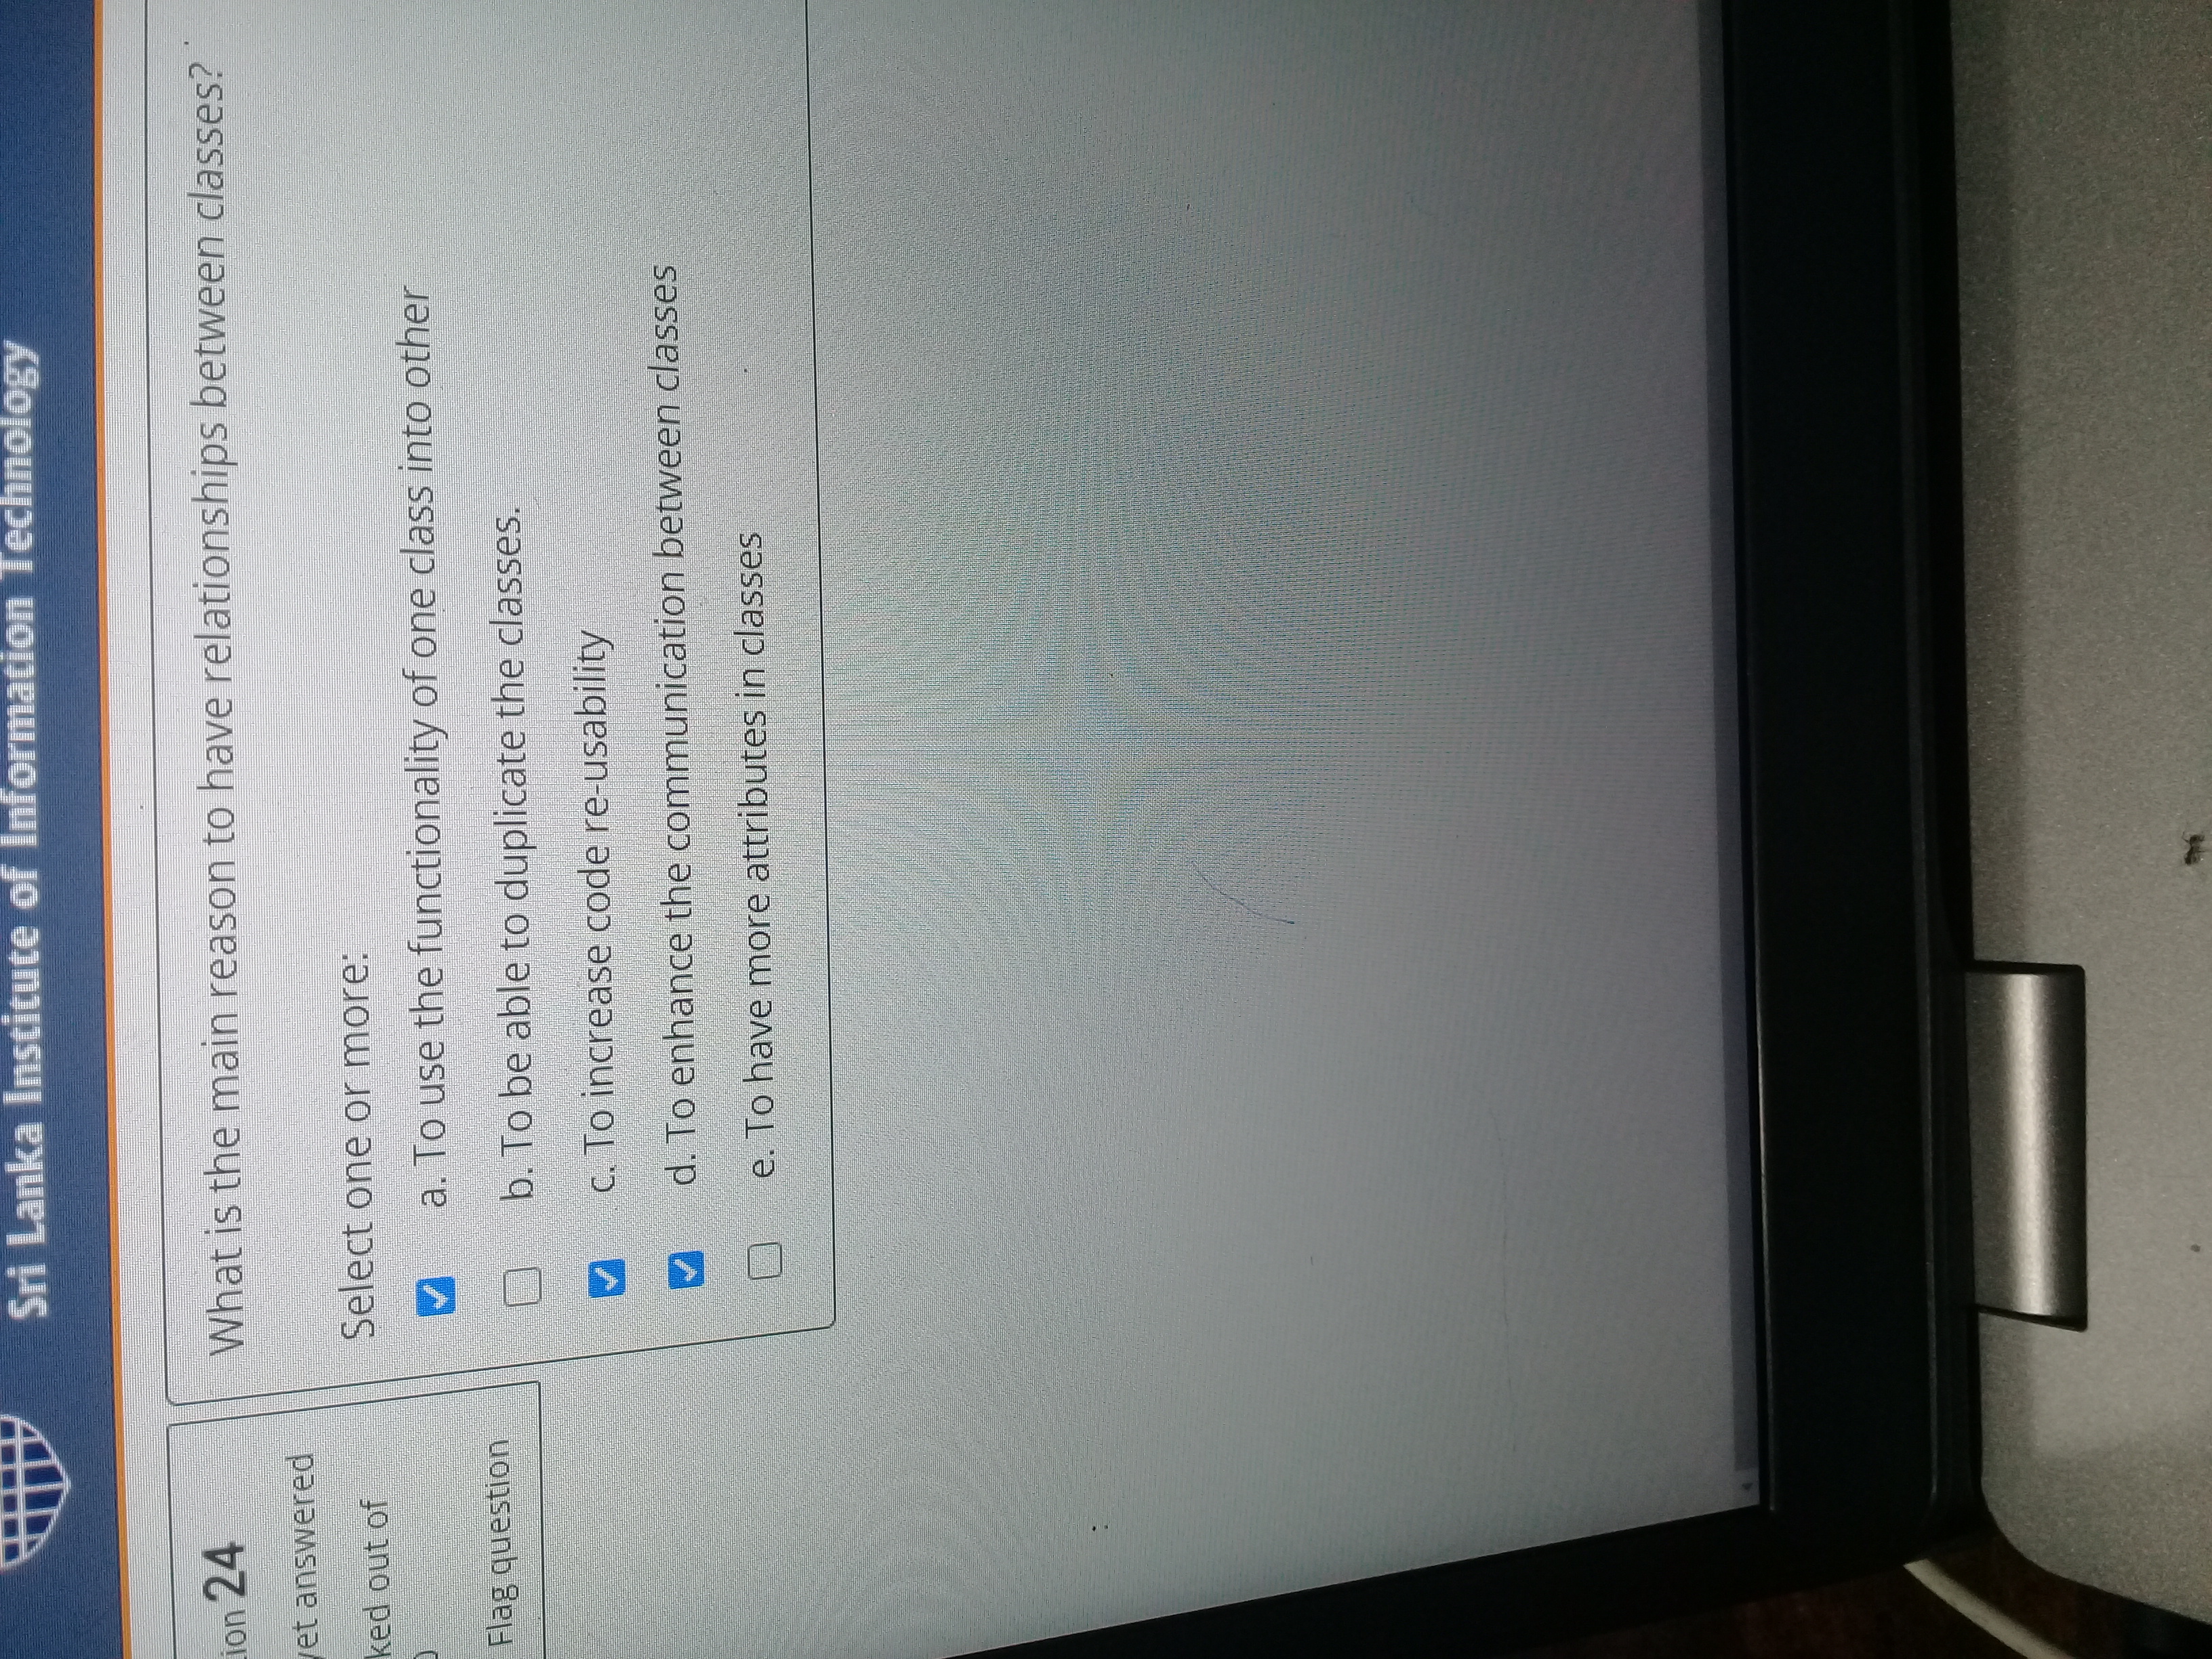 Sri Lanka Institute of Information Technology
ion 24
yet answered
ked out of
Flag question
What is the main reason to have relationships between classes?
Select one or more:
a. To use the functionality of one class into other
b. To be able to duplicate the classes.
c. To increase code re-usability
d. To enhance the communication between classes
e. To have more attributes in classes